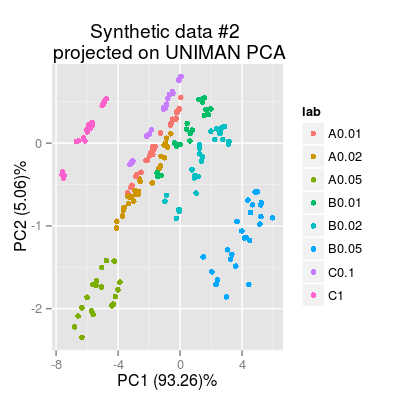 Synthetic data #2
projected on UNIMAN PCA
PC2 (5.06)%
0
-1
-2
-8
-4
0
4
PC1 (93.26)%
lab
A0.01
A0.02
A0.05
B0.01
B0.02
B0.05
C0.1
C1